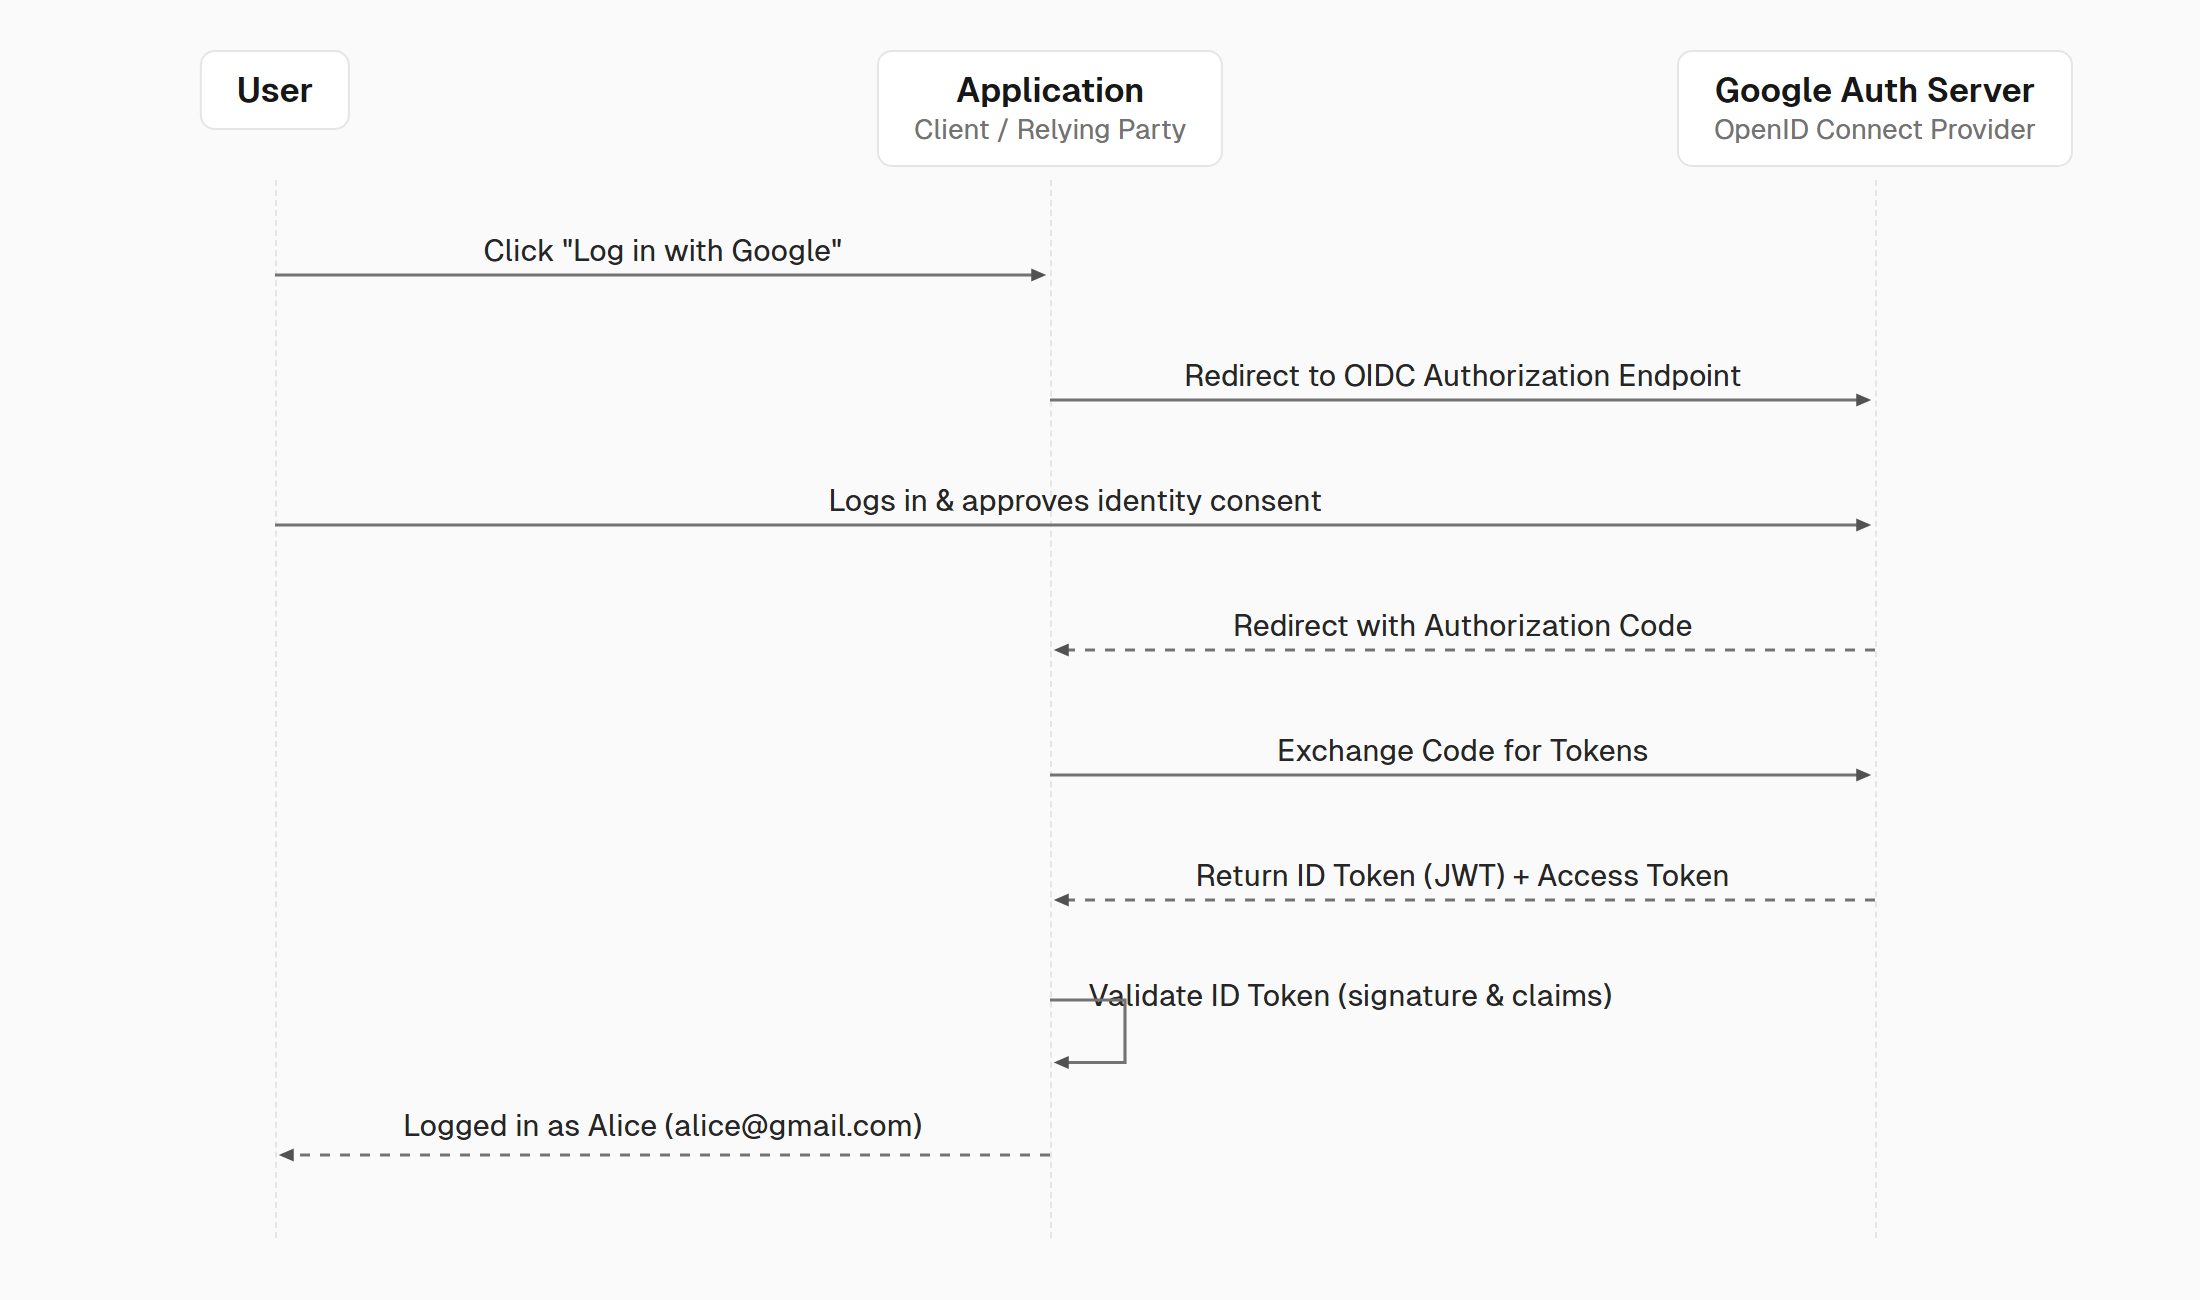 User
Application
Client / Relying Party
Google Auth Server
OpenID Connect Provider
Click "Log in with Google"
Redirect to OIDC Authorization Endpoint
Logs in & approves identity consent
Redirect with Authorization Code
Exchange Code for Tokens
Return ID Token (JWT) + Access Token
Validate ID Token (signature & claims)
Logged in as Alice (alice@gmail.com)